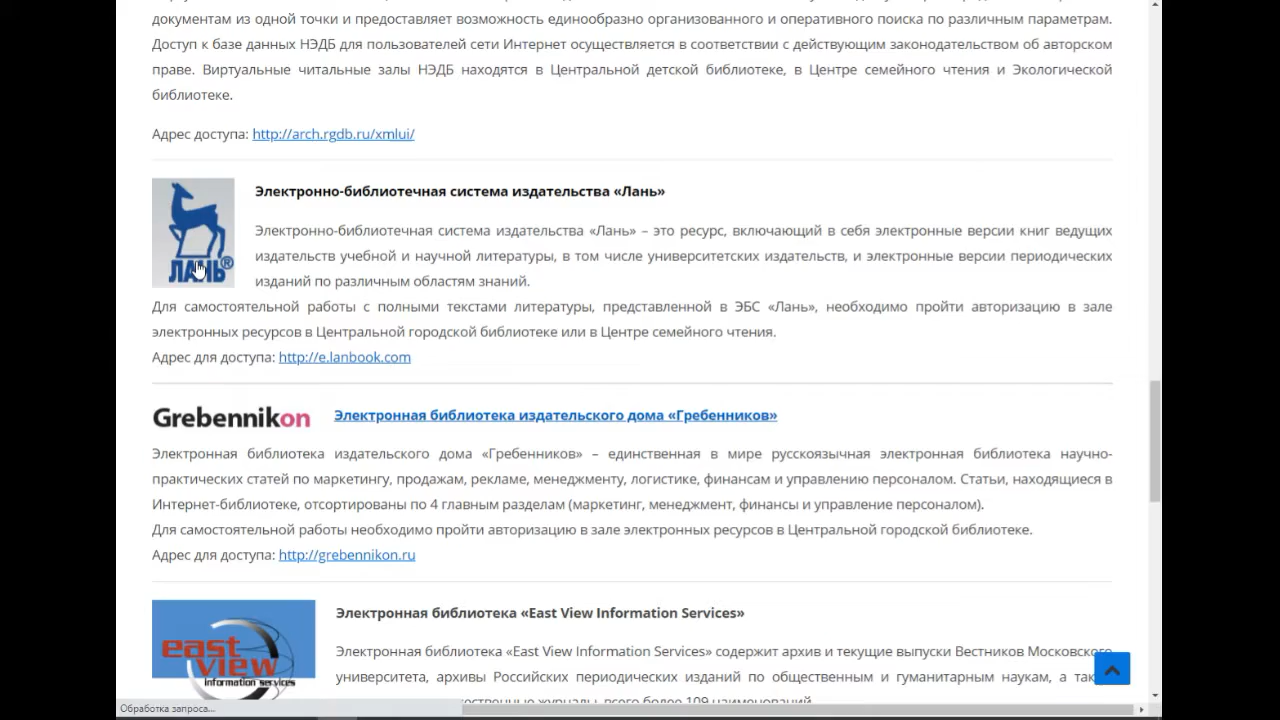 документам из одной точки и предоставляет возможность единообразно организованного и оперативного поиска по различным параметрам.
Доступ к базе данных НЭДБ для пользователей сети Интернет осуществляется в соответствии с действующим законодательством об авторском
праве. Виртуальные читальные залы НЭДБ находятся в Центральной детской библиотеке, в Центре семейного чтения и Экологической
библиотеке.
Адрес доступа: http://arch.rgdb.ru/xmlui/
ЛАНЬ®
Электронно-библиотечная система издательства «Лань»
Электронно-библиотечная система издательства «Лань» – это ресурс, включающий в себя электронные версии книг ведущих
издательств учебной и научной литературы, в том числе университетских издательств, и электронные версии периодических
изданий по различным областям знаний.
Для самостоятельной работы с полными текстами литературы, представленной в ЭБС «Лань», необходимо пройти авторизацию в зале
электронных ресурсов в Центральной городской библиотеке или в Центре семейного чтения.
Адрес для доступа: http://e.lanbook.com
Grebennikon
Электронная библиотека издательского дома «Гребенников»
Электронная библиотека издательского дома «Гребенников» – единственная в мире русскоязычная электронная библиотека научно-
практических статей по маркетингу, продажам, рекламе, менеджменту, логистике, финансам и управлению персоналом. Статьи, находящиеся в
Интернет-библиотеке, отсортированы по 4 главным разделам (маркетинг, менеджмент, финансы и управление персоналом).
Для самостоятельной работы необходимо пройти авторизацию в зале электронных ресурсов в Центральной городской библиотеке.
Адрес для доступа: http://grebennikon.ru
east
view
information services
Электронная библиотека «East View Information Services»
Электронная библиотека «East View Information Services» содержит архив и текущие выпуски Вестников Московского
университета, архивы Российских периодических изданий по общественным и гуманитарным наукам, а
журналы, всего более 109 наименований.
Обработка запроса...